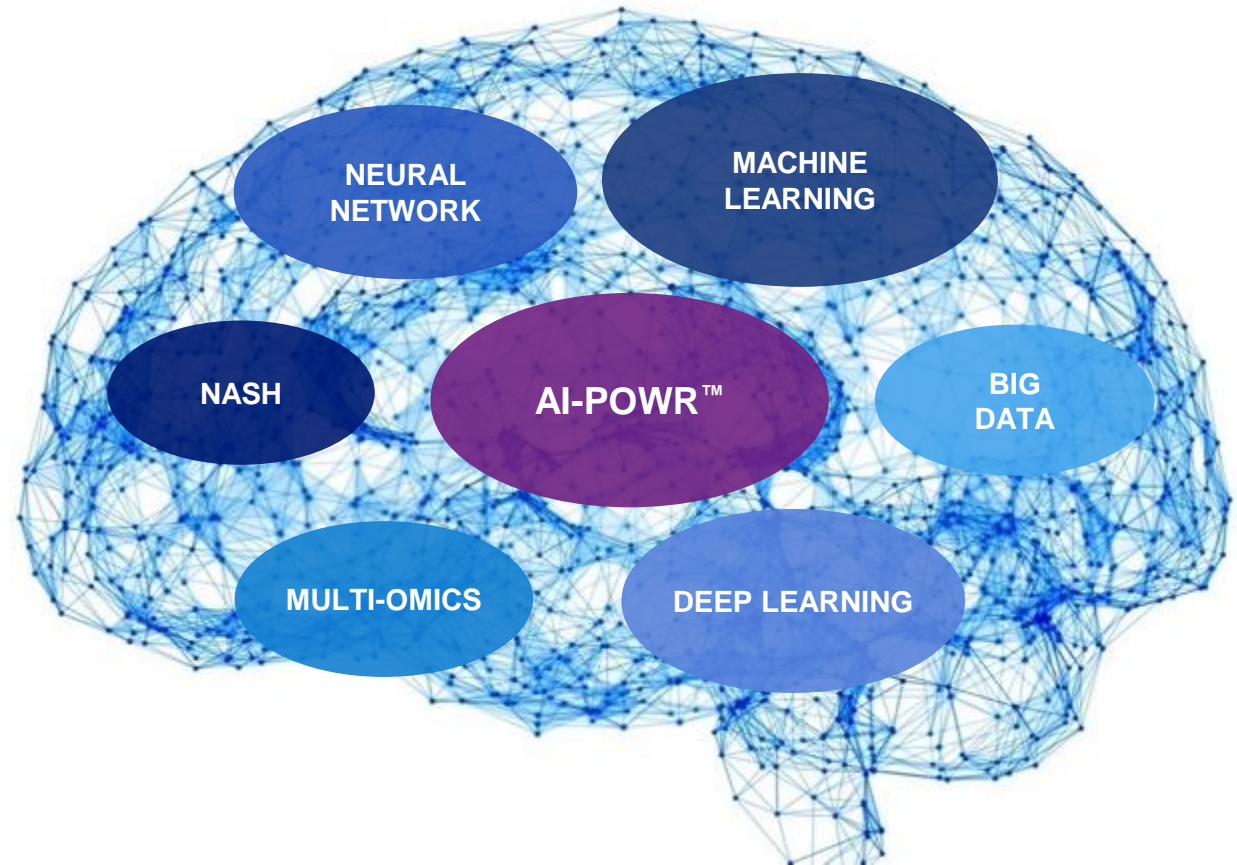 NEURAL
NETWORK
MACHINE
LEARNING
NASH
AI-POWR™
BIG
DATA
MULTI-OMICS
DEEP LEARNING